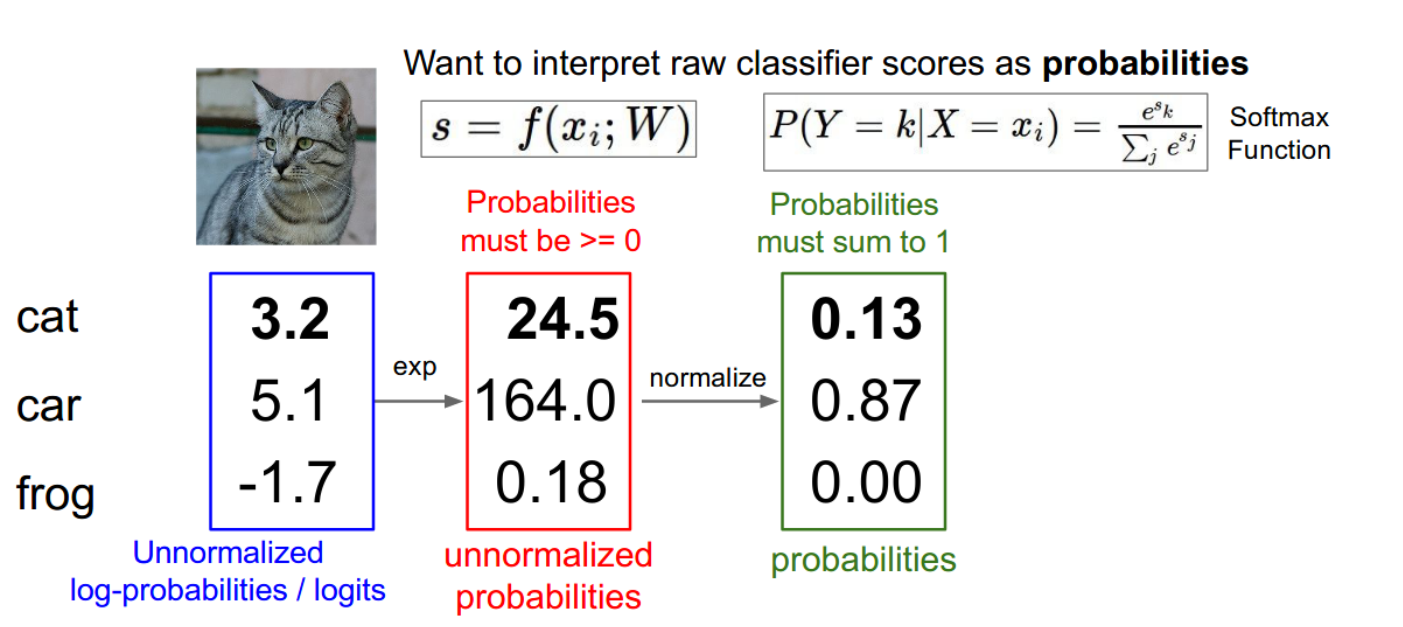 Want to interpret raw classifier scores as probabilities
s = f(x_i; W)
P(Y = k|X = x_i) = e^{s_k} / ∑_j e^{s_j}
Softmax
Function
Probabilities
must be >= 0
Probabilities
must sum to 1
cat 3.2 24.5 0.13
exp
normalize
car 5.1 164.0 0.87
frog -1.7 0.18 0.00
Unnormalized
log-probabilities / logits
unnormalized
probabilities
probabilities